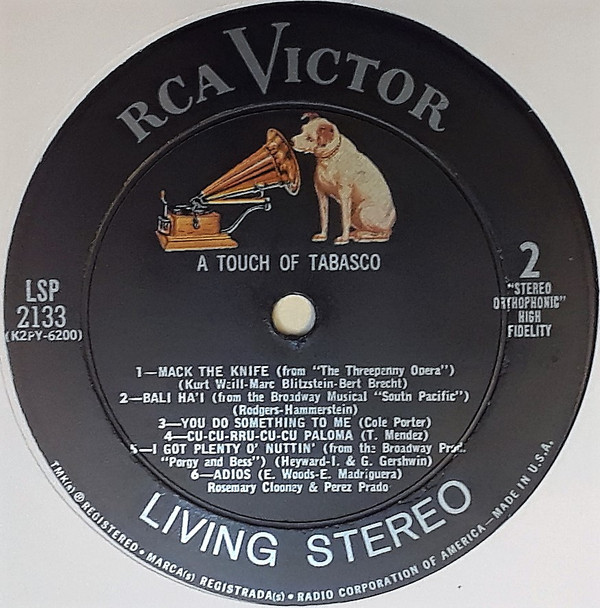 RCA VICTOR
A TOUCH OF TABASCO
LSP
2133
(K2PY-6200)
2
"STEREO
ORTHOPHONIC"
HIGH
FIDELITY
1—MACK THE KNIFE (from "The Threepenny Opera")
(Kurt Weill-Marc Blitzstein-Bert Brecht)
2—BALI HA'I (from the Broadway Musical "South Pacific")
(Rodgers-Hammerstein)
3—YOU DO SOMETHING TO ME (Cole Porter)
4—CU-CU-RRU-CU-CU PALOMA (T. Mendez)
5—I GOT PLENTY O' NUTTIN' (from the Broadway Prod.
"Porgy and Bess") (Heyward-I. & G. Gershwin)
6—ADIOS (E. Woods-E. Madriguera)
Rosemary Clooney & Perez Prado
LIVING STEREO
TMK(s) ® REGISTERED • MARCA(s) REGISTRADA(s) • RADIO CORPORATION OF AMERICA—MADE IN U.S.A.